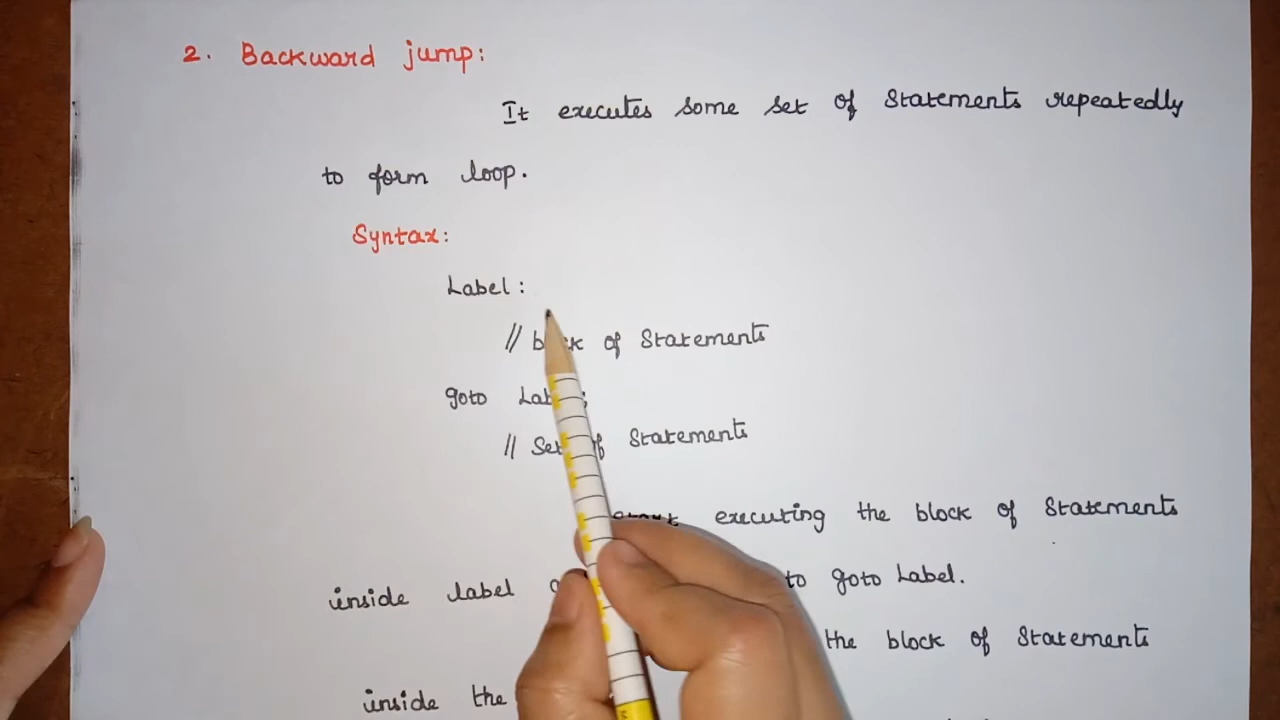 2. Backward jump:
It executes some set of Statements repeatedly
to form loop.
Syntax:
Label:
// of Statements
goto
// of Statements
executing the block of Statements
inside label to goto Label.
the block of Statements
inside the